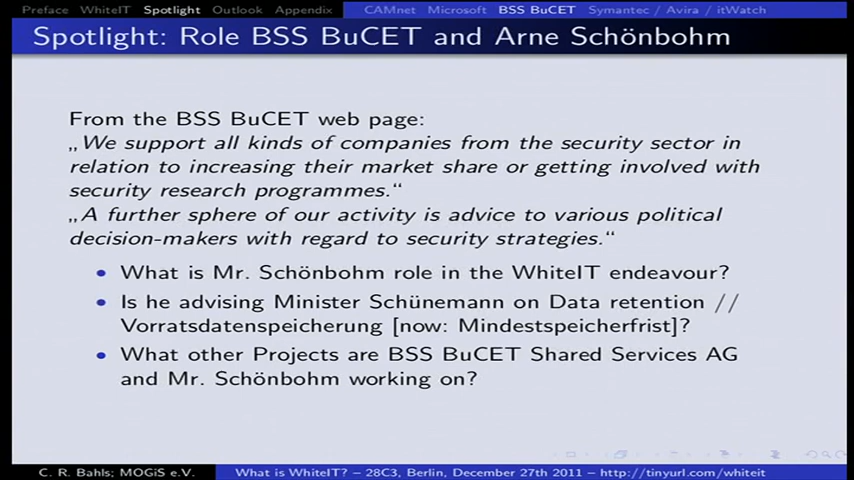 Preface WhiteIT Spotlight Outlook Appendix CAMnet Microsoft BSS BuCET Symantec / Avira / itWatch
Spotlight: Role BSS BuCET and Arne Schönbohm
From the BSS BuCET web page:
„We support all kinds of companies from the security sector in
relation to increasing their market share or getting involved with
security research programmes.“
„A further sphere of our activity is advice to various political
decision-makers with regard to security strategies.“
• What is Mr. Schönbohm role in the WhiteIT endeavour?
• Is he advising Minister Schünemann on Data retention //
Vorratsdatenspeicherung [now: Mindestspeicherfrist]?
• What other Projects are BSS BuCET Shared Services AG
and Mr. Schönbohm working on?
C. R. Bahls; MOGiS e.V. What is WhiteIT? – 28C3, Berlin, December 27th 2011 – http://tinyurl.com/whiteit